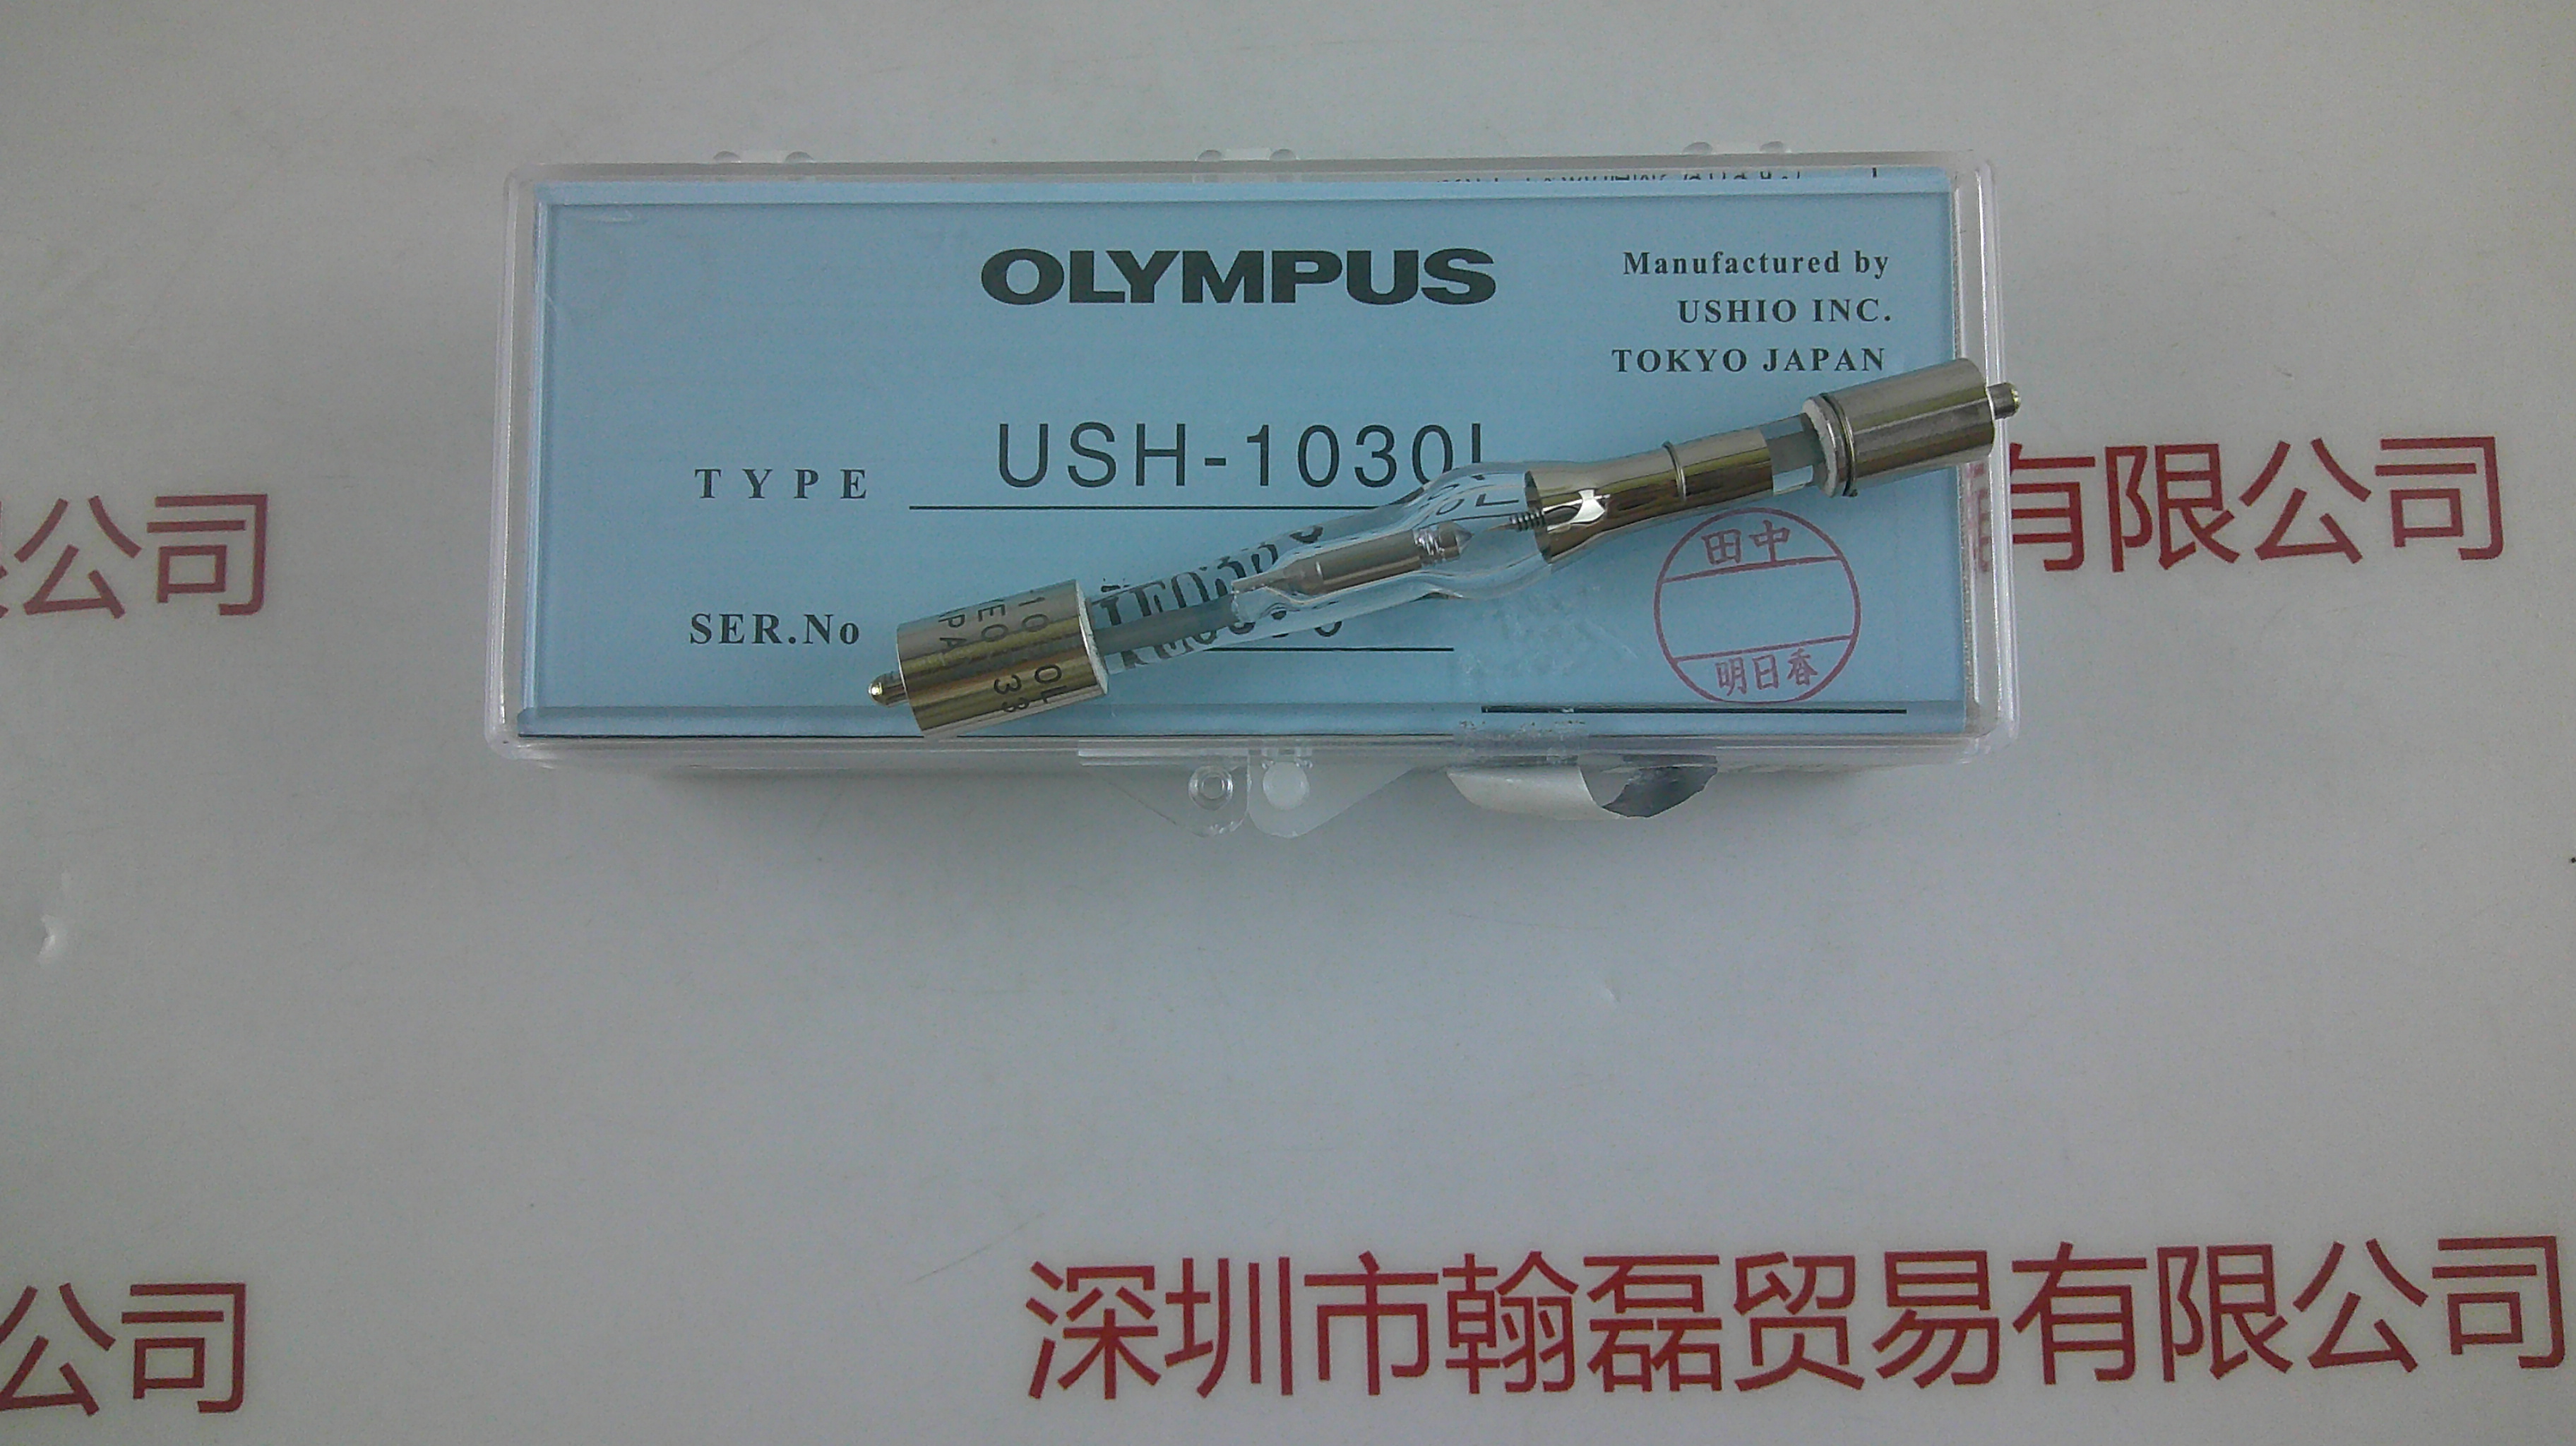 OLYMPUS
Manufactured by
USHIO INC.
TOKYO JAPAN
TYPE USH-1030L
SER.No
田中
明日香
有限公司
公司
公司
深圳市翰磊贸易有限公司